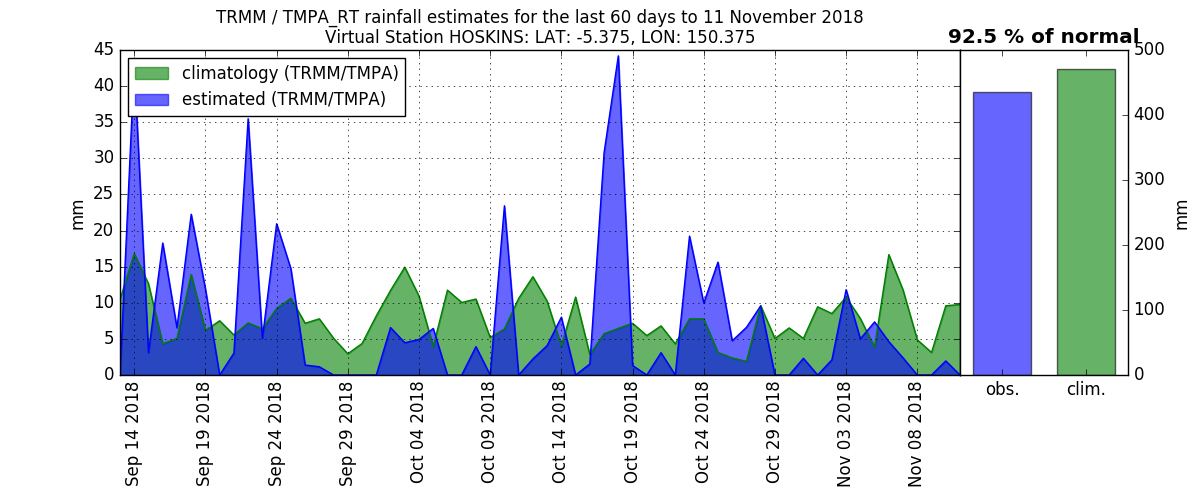 TRMM / TMPA_RT rainfall estimates for the last 60 days to 11 November 2018
Virtual Station HOSKINS: LAT: -5.375, LON: 150.375
92.5 % of normal
climatology (TRMM/TMPA)
estimated (TRMM/TMPA)
45
40
35
30
25
20
15
10
5
0
mm
Sep 14 2018
Sep 19 2018
Sep 24 2018
Sep 29 2018
Oct 04 2018
Oct 09 2018
Oct 14 2018
Oct 19 2018
Oct 24 2018
Oct 29 2018
Nov 03 2018
Nov 08 2018
obs.
clim.
500
400
300
200
100
0
mm